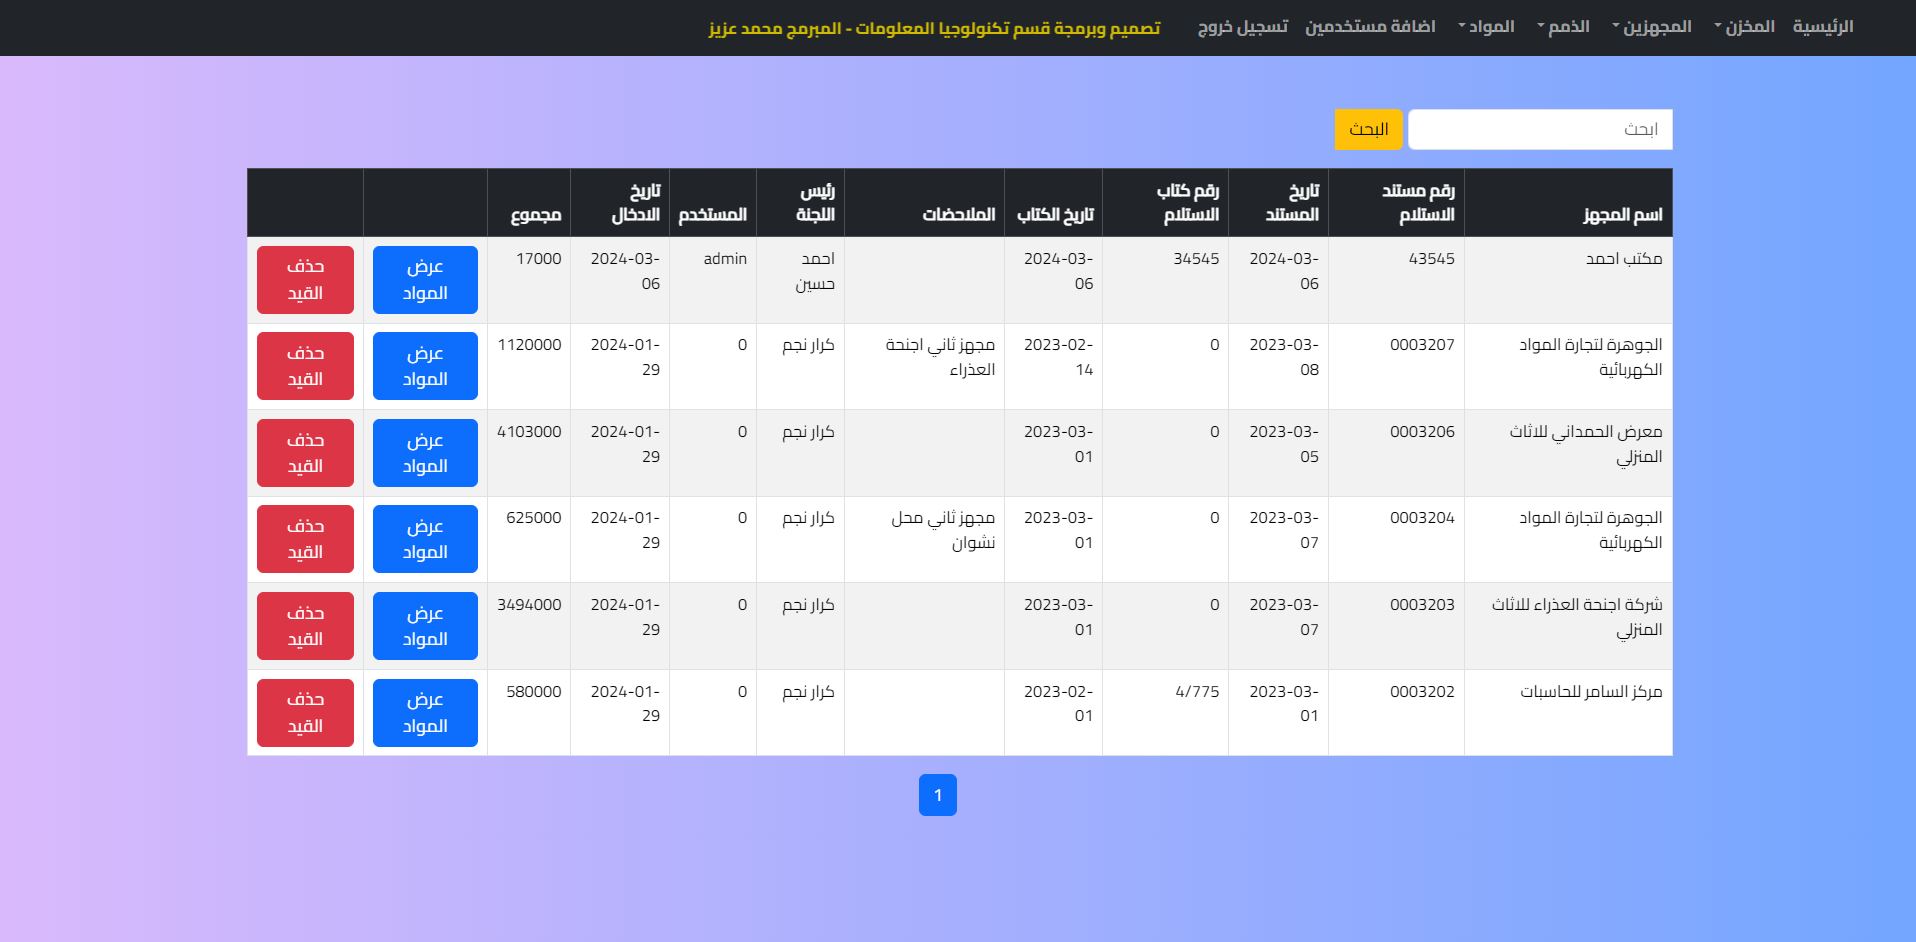 الرئيسية المخزن المجهزين الذمم المواد اضافة مستخدمين تسجيل خروج تصميم وبرمجة قسم تكنولوجيا المعلومات - المبرمج محمد عزيز
ابحث البحث
اسم المجهز رقم مستند الاستلام تاريخ المستند رقم كتاب الاستلام تاريخ الكتاب الملاحضات رئيس اللجنة المستخدم تاريخ الادخال مجموع
مكتب احمد 43545 2024-03-06 34545 2024-03-06 احمد حسين admin 2024-03-06 17000 عرض المواد حذف القيد
الجوهرة لتجارة المواد الكهربائية 0003207 2023-03-08 0 2023-02-14 مجهز ثاني اجنحة العذراء كرار نجم 0 2024-01-29 1120000 عرض المواد حذف القيد
معرض الحمداني للاثاث المنزلي 0003206 2023-03-05 0 2023-03-01 كرار نجم 0 2024-01-29 4103000 عرض المواد حذف القيد
الجوهرة لتجارة المواد الكهربائية 0003204 2023-03-07 0 2023-03-01 مجهز ثاني محل نشوان كرار نجم 0 2024-01-29 625000 عرض المواد حذف القيد
شركة اجنحة العذراء للاثاث المنزلي 0003203 2023-03-07 0 2023-03-01 كرار نجم 0 2024-01-29 3494000 عرض المواد حذف القيد
مركز السامر للحاسبات 0003202 2023-03-01 4/775 2023-02-01 كرار نجم 0 2024-01-29 580000 عرض المواد حذف القيد
1